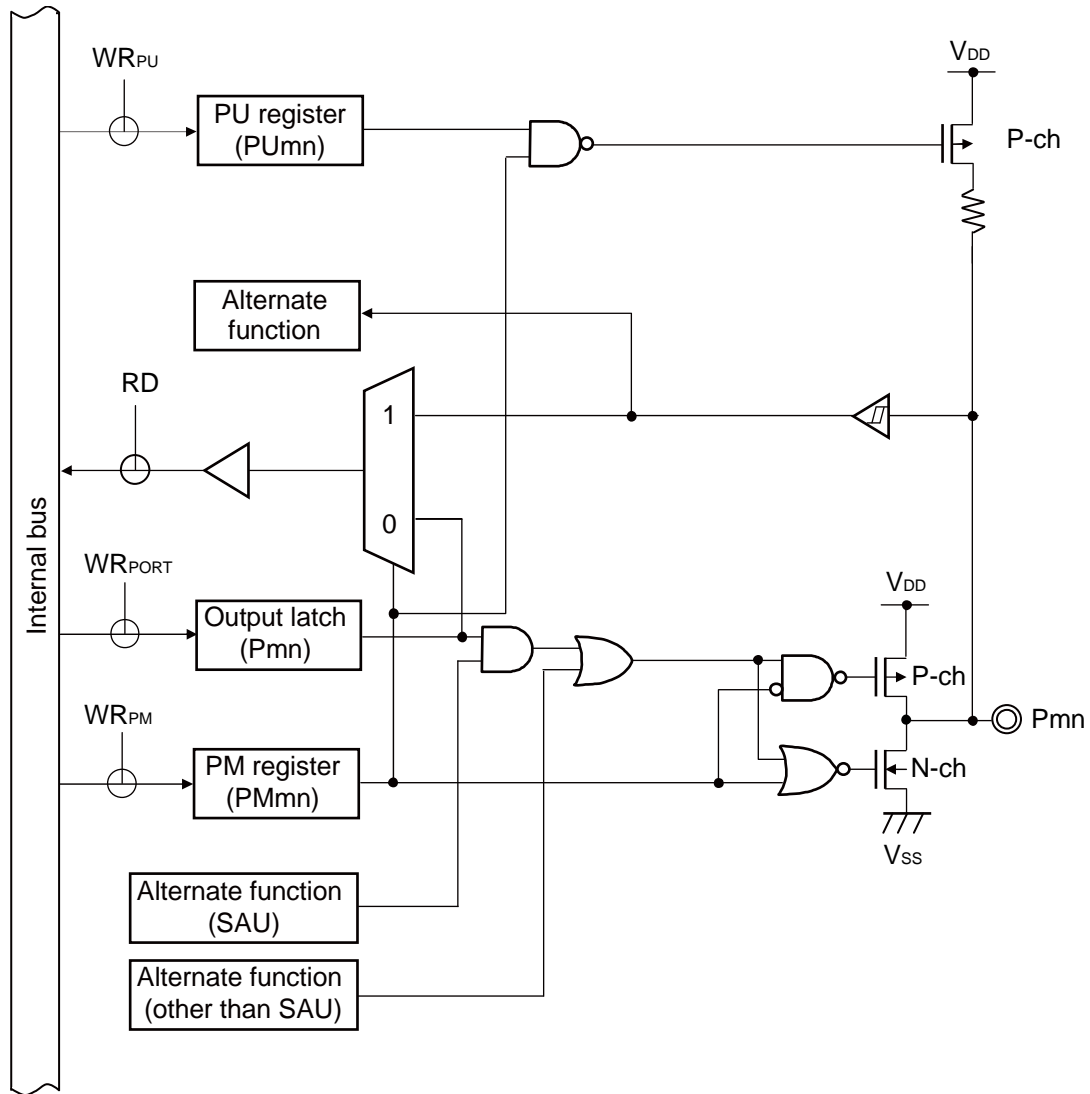 WRPU
VDD
PU register
(PUmn)
P-ch
Alternate
function
RD
1
0
Internal bus
WRPORT
VDD
Output latch
(Pmn)
P-ch
Pmn
WRPM
PM register
(PMmn)
N-ch
VSS
Alternate function
(SAU)
Alternate function
(other than SAU)